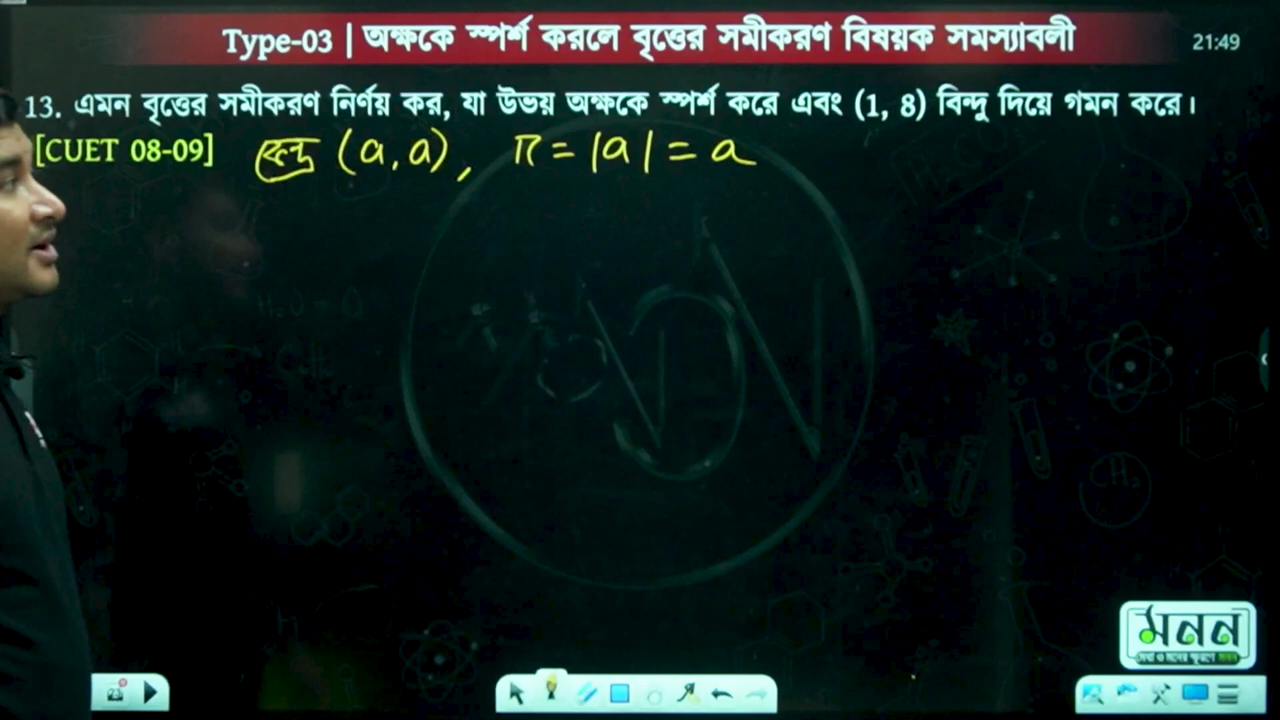 Type-03 | অক্ষকে স্পর্শ করলে বৃত্তের সমীকরণ বিষয়ক সমস্যাবলী
21:49
13. এমন বৃত্তের সমীকরণ নির্ণয় কর, যা উভয় অক্ষকে স্পর্শ করে এবং (1, 8) বিন্দু দিয়ে গমন করে।
[CUET 08-09] কেন্দ্র (a, a), r = |a| = a
CH₃
মনন